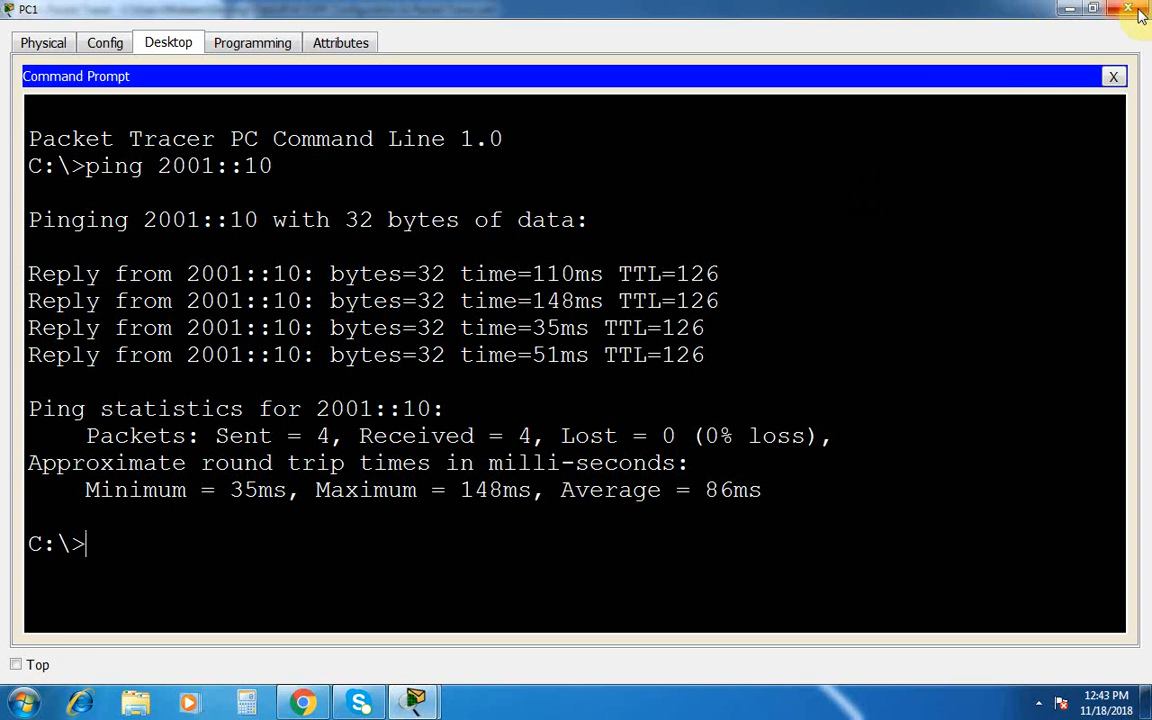 PC1
Physical Config Desktop Programming Attributes
Command Prompt
X
Packet Tracer PC Command Line 1.0
C:\>ping 2001::10
Pinging 2001::10 with 32 bytes of data:
Reply from 2001::10: bytes=32 time=110ms TTL=126
Reply from 2001::10: bytes=32 time=148ms TTL=126
Reply from 2001::10: bytes=32 time=35ms TTL=126
Reply from 2001::10: bytes=32 time=51ms TTL=126
Ping statistics for 2001::10:
Packets: Sent = 4, Received = 4, Lost = 0 (0% loss),
Approximate round trip times in milli-seconds:
Minimum = 35ms, Maximum = 148ms, Average = 86ms
C:\>
Top
12:43 PM
11/18/2018